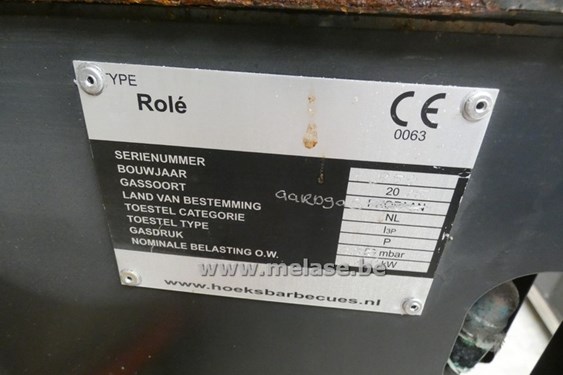 TYPE
Rolé
CE
0063
SERIENUMMER
BOUWJAAR 20
GASSOORT
LAND VAN BESTEMMING NL
TOESTEL CATEGORIE I3P
TOESTEL TYPE P
GASDRUK mbar
NOMINALE BELASTING O.W. kW
www.melase.be
www.hoeksbarbecues.nl